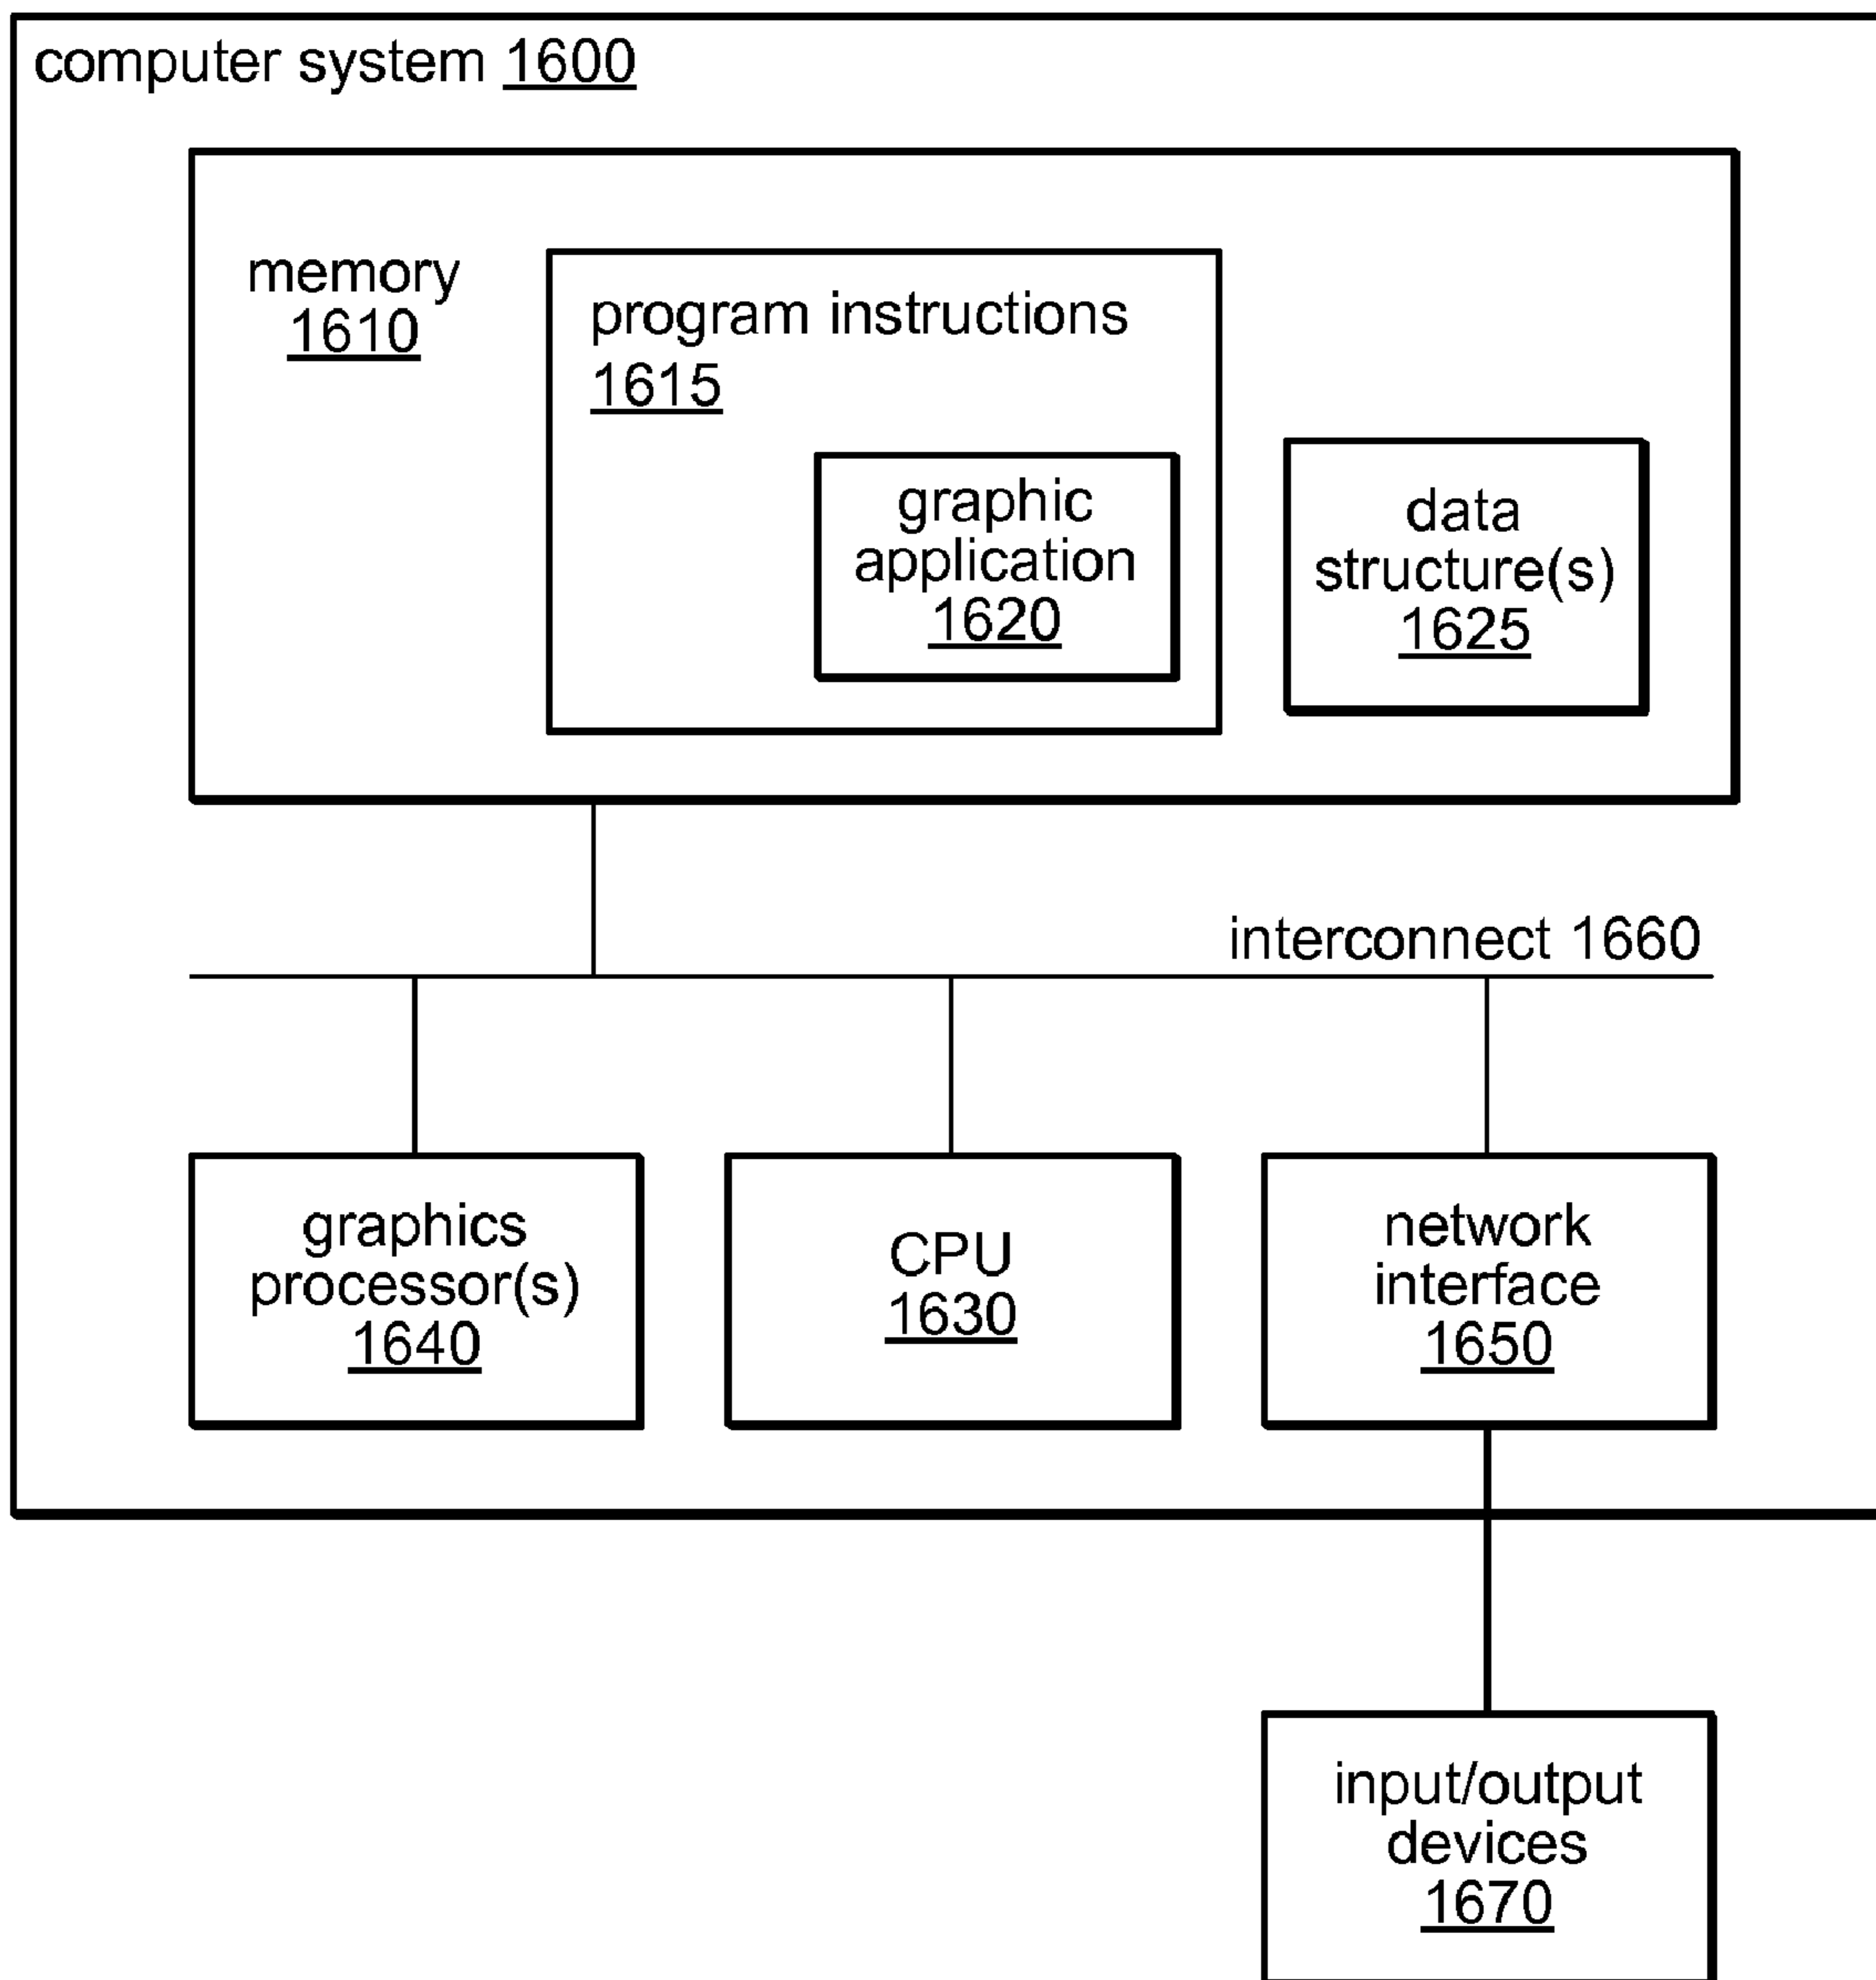 computer system 1600
memory
1610
program instructions
1615
graphic
application
1620
data
structure(s)
1625
interconnect 1660
graphics
processor(s)
1640
CPU
1630
network
interface
1650
input/output
devices
1670